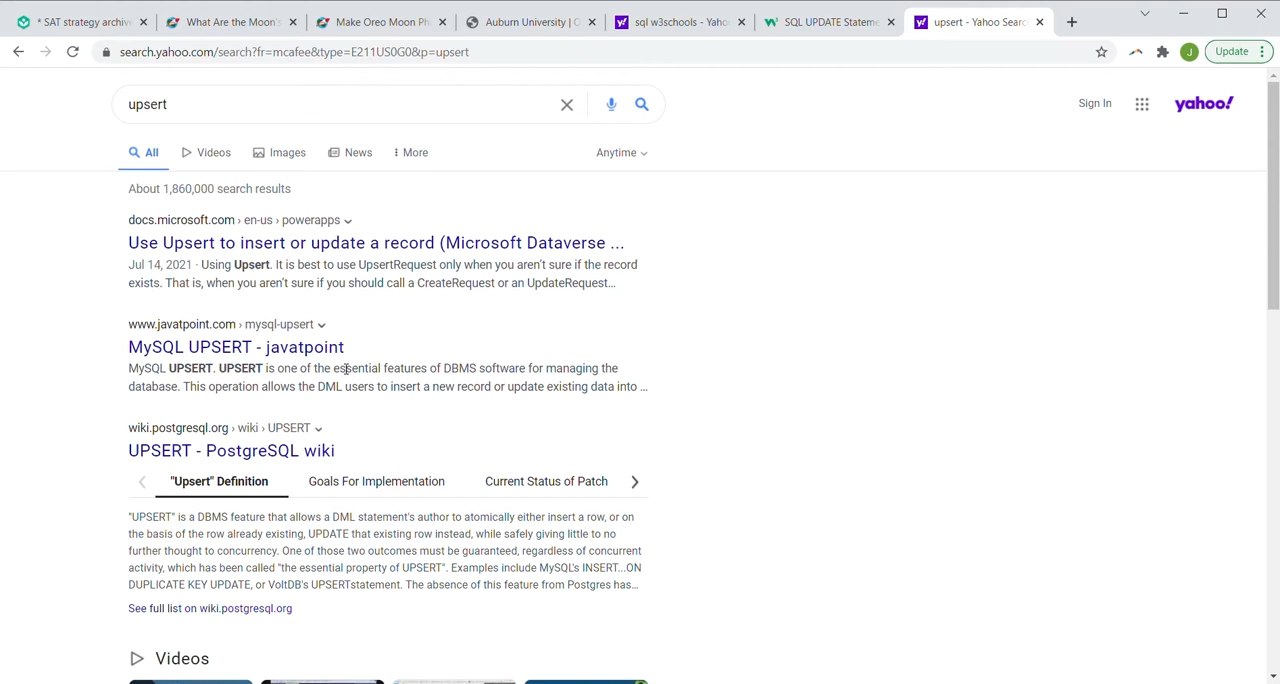 * SAT strategy archiv
What Are the Moon's
Make Oreo Moon Ph
Auburn University | C
sql w3schools - Yaho
SQL UPDATE Stateme
upsert - Yahoo Searc
search.yahoo.com/search?fr=mcafee&type=E211US0G0&p=upsert
J
Update
upsert
Sign In
yahoo!
All
Videos
Images
News
More
Anytime
About 1,860,000 search results
docs.microsoft.com › en-us › powerapps
Use Upsert to insert or update a record (Microsoft Dataverse ...
Jul 14, 2021 · Using Upsert. It is best to use UpsertRequest only when you aren't sure if the record
exists. That is, when you aren't sure if you should call a CreateRequest or an UpdateRequest...
www.javatpoint.com › mysql-upsert
MySQL UPSERT - javatpoint
MySQL UPSERT. UPSERT is one of the essential features of DBMS software for managing the
database. This operation allows the DML users to insert a new record or update existing data into ...
wiki.postgresql.org › wiki › UPSERT
UPSERT - PostgreSQL wiki
"Upsert" Definition
Goals For Implementation
Current Status of Patch
"UPSERT" is a DBMS feature that allows a DML statement's author to atomically either insert a row, or on
the basis of the row already existing, UPDATE that existing row instead, while safely giving little to no
further thought to concurrency. One of those two outcomes must be guaranteed, regardless of concurrent
activity, which has been called "the essential property of UPSERT". Examples include MySQL's INSERT...ON
DUPLICATE KEY UPDATE, or VoltDB's UPSERTstatement. The absence of this feature from Postgres has...
See full list on wiki.postgresql.org
Videos